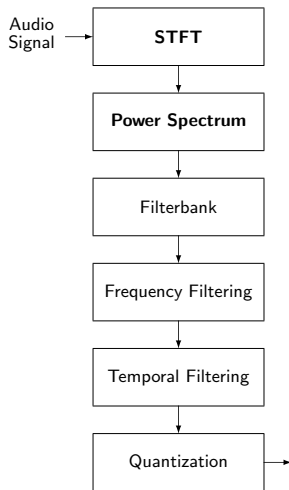 Audio
Signal
STFT
Power Spectrum
Filterbank
Frequency Filtering
Temporal Filtering
Quantization